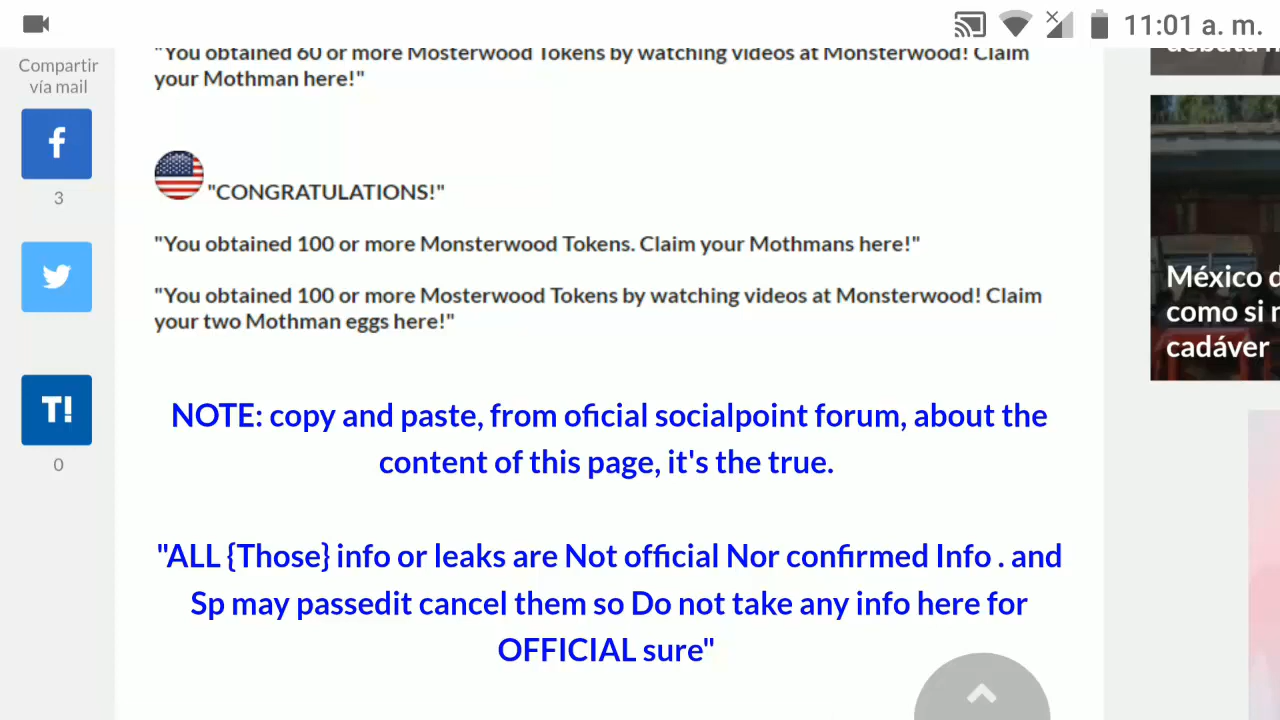 11:01 a. m.
Compartir
vía mail
3
0
"You obtained 60 or more Mosterwood Tokens by watching videos at Monsterwood! Claim
your Mothman here!"
"CONGRATULATIONS!"
"You obtained 100 or more Monsterwood Tokens. Claim your Mothmans here!"
"You obtained 100 or more Mosterwood Tokens by watching videos at Monsterwood! Claim
your two Mothman eggs here!"
NOTE: copy and paste, from oficial socialpoint forum, about the
content of this page, it's the true.
"ALL {Those} info or leaks are Not official Nor confirmed Info . and
Sp may passedit cancel them so Do not take any info here for
OFFICIAL sure"
México d
como si
cadáver
f
T!